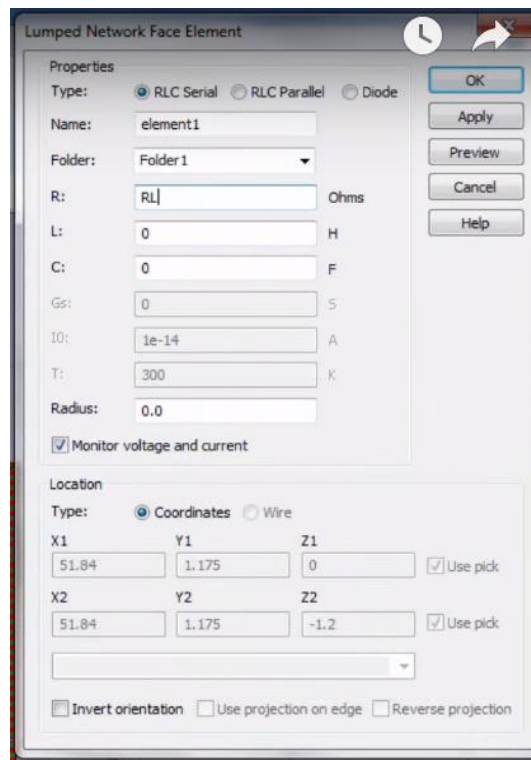 Lumped Network Face Element
Properties
Type: RLC Serial RLC Parallel Diode
Name: element1
Folder: Folder1
R: RL Ohms
L: 0 H
C: 0 F
Gs: 0 S
I0: 1e-14 A
T: 300 K
Radius: 0.0
Monitor voltage and current
OK
Apply
Preview
Cancel
Help
Location
Type: Coordinates Wire
X1 Y1 Z1
51.84 1.175 0 Use pick
X2 Y2 Z2
51.84 1.175 -1.2 Use pick
Invert orientation Use projection on edge Reverse projection